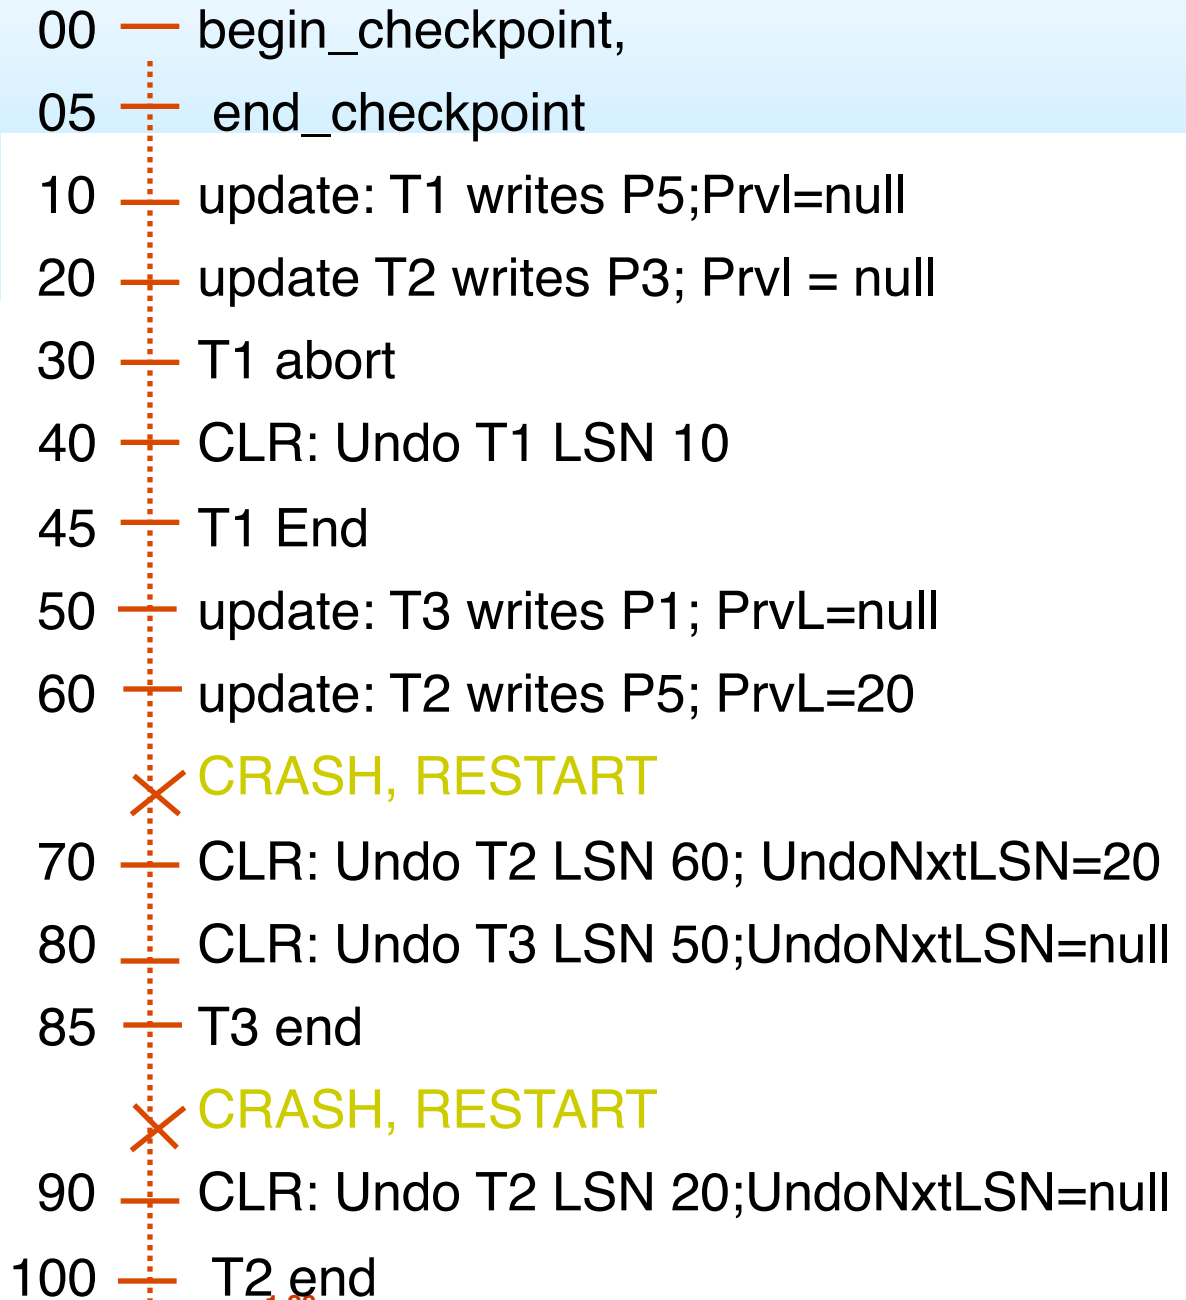 00 begin_checkpoint,
05 end_checkpoint
10 update: T1 writes P5;Prvl=null
20 update T2 writes P3; Prvl = null
30 T1 abort
40 CLR: Undo T1 LSN 10
45 T1 End
50 update: T3 writes P1; PrvL=null
60 update: T2 writes P5; PrvL=20
CRASH, RESTART
70 CLR: Undo T2 LSN 60; UndoNxtLSN=20
80 CLR: Undo T3 LSN 50;UndoNxtLSN=null
85 T3 end
CRASH, RESTART
90 CLR: Undo T2 LSN 20;UndoNxtLSN=null
100 T2 end